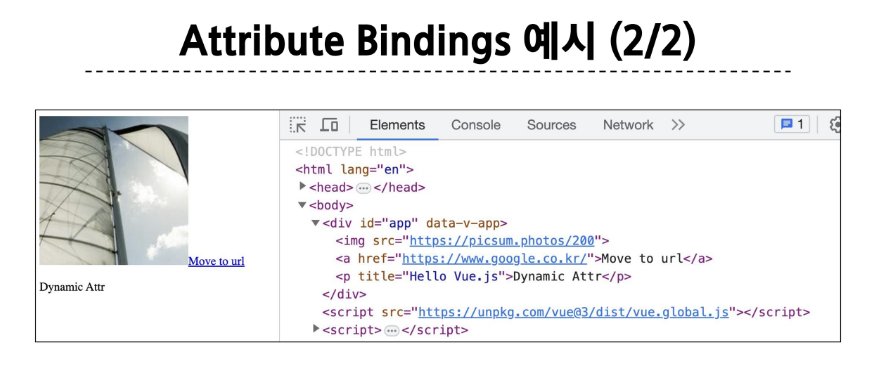 Attribute Bindings 예시 (2/2)
Move to url
Dynamic Attr
Elements Console Sources Network >> 1
<!DOCTYPE html>
<html lang="en">
▶<head>⋯</head>
▼<body>
▼<div id="app" data-v-app>
<img src="https://picsum.photos/200">
<a href="https://www.google.co.kr/">Move to url</a>
<p title="Hello Vue.js">Dynamic Attr</p>
</div>
<script src="https://unpkg.com/vue@3/dist/vue.global.js"></script>
▶<script>⋯</script>